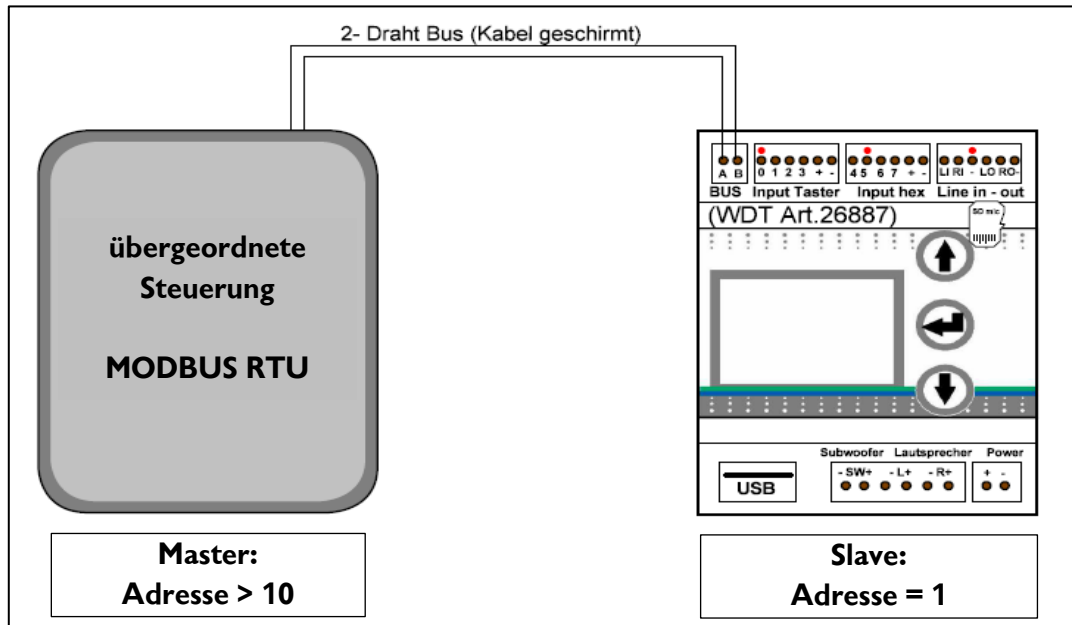 2- Draht Bus (Kabel geschirmt)
übergeordnete
Steuerung
MODBUS RTU
Master:
Adresse > 10
A B
0 1 2 3 + -
4 5 6 7 + -
LI RI - LO RO-
BUS Input Taster Input hex Line in - out
(WDT Art.26887)
SD mic
Subwoofer Lautsprecher Power
- SW+ - L+ - R+ + -
USB
Slave:
Adresse = 1